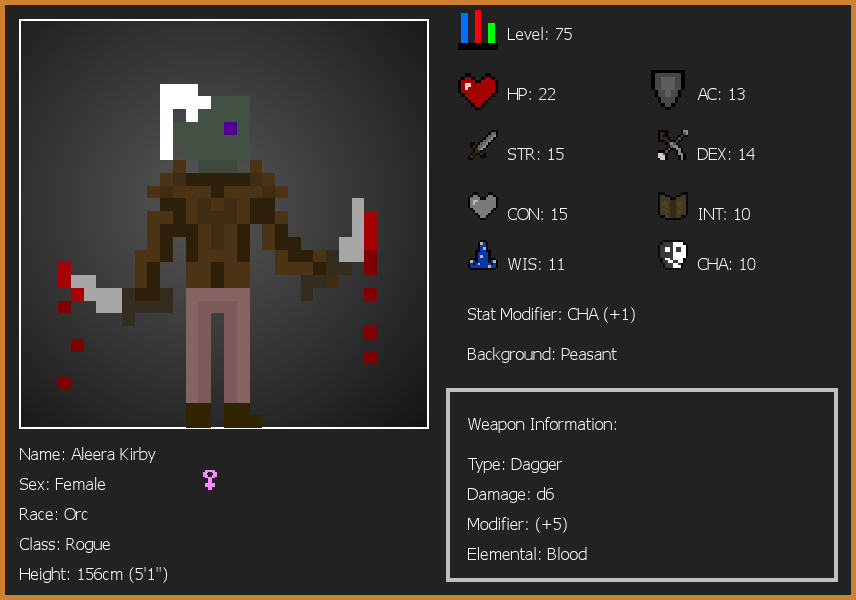 Level: 75
HP: 22
AC: 13
STR: 15
DEX: 14
CON: 15
INT: 10
WIS: 11
CHA: 10
Stat Modifier: CHA (+1)
Background: Peasant
Weapon Information:
Type: Dagger
Damage: d6
Modifier: (+5)
Elemental: Blood
Name: Aleera Kirby
Sex: Female
Race: Orc
Class: Rogue
Height: 156cm (5'1")